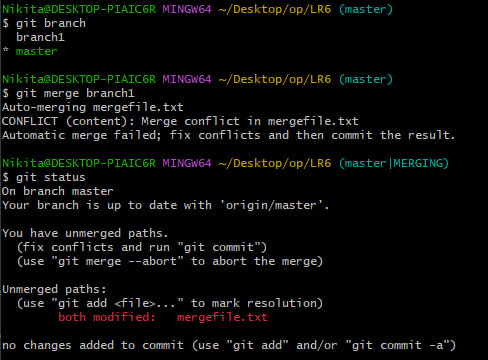 Nikita@DESKTOP-PIAIC6R MINGW64 ~/Desktop/op/LR6 (master)
$ git branch
  branch1
* master

Nikita@DESKTOP-PIAIC6R MINGW64 ~/Desktop/op/LR6 (master)
$ git merge branch1
Auto-merging mergefile.txt
CONFLICT (content): Merge conflict in mergefile.txt
Automatic merge failed; fix conflicts and then commit the result.

Nikita@DESKTOP-PIAIC6R MINGW64 ~/Desktop/op/LR6 (master|MERGING)
$ git status
On branch master
Your branch is up to date with 'origin/master'.

You have unmerged paths.
  (fix conflicts and run "git commit")
  (use "git merge --abort" to abort the merge)

Unmerged paths:
  (use "git add <file>..." to mark resolution)
        both modified:   mergefile.txt

no changes added to commit (use "git add" and/or "git commit -a")